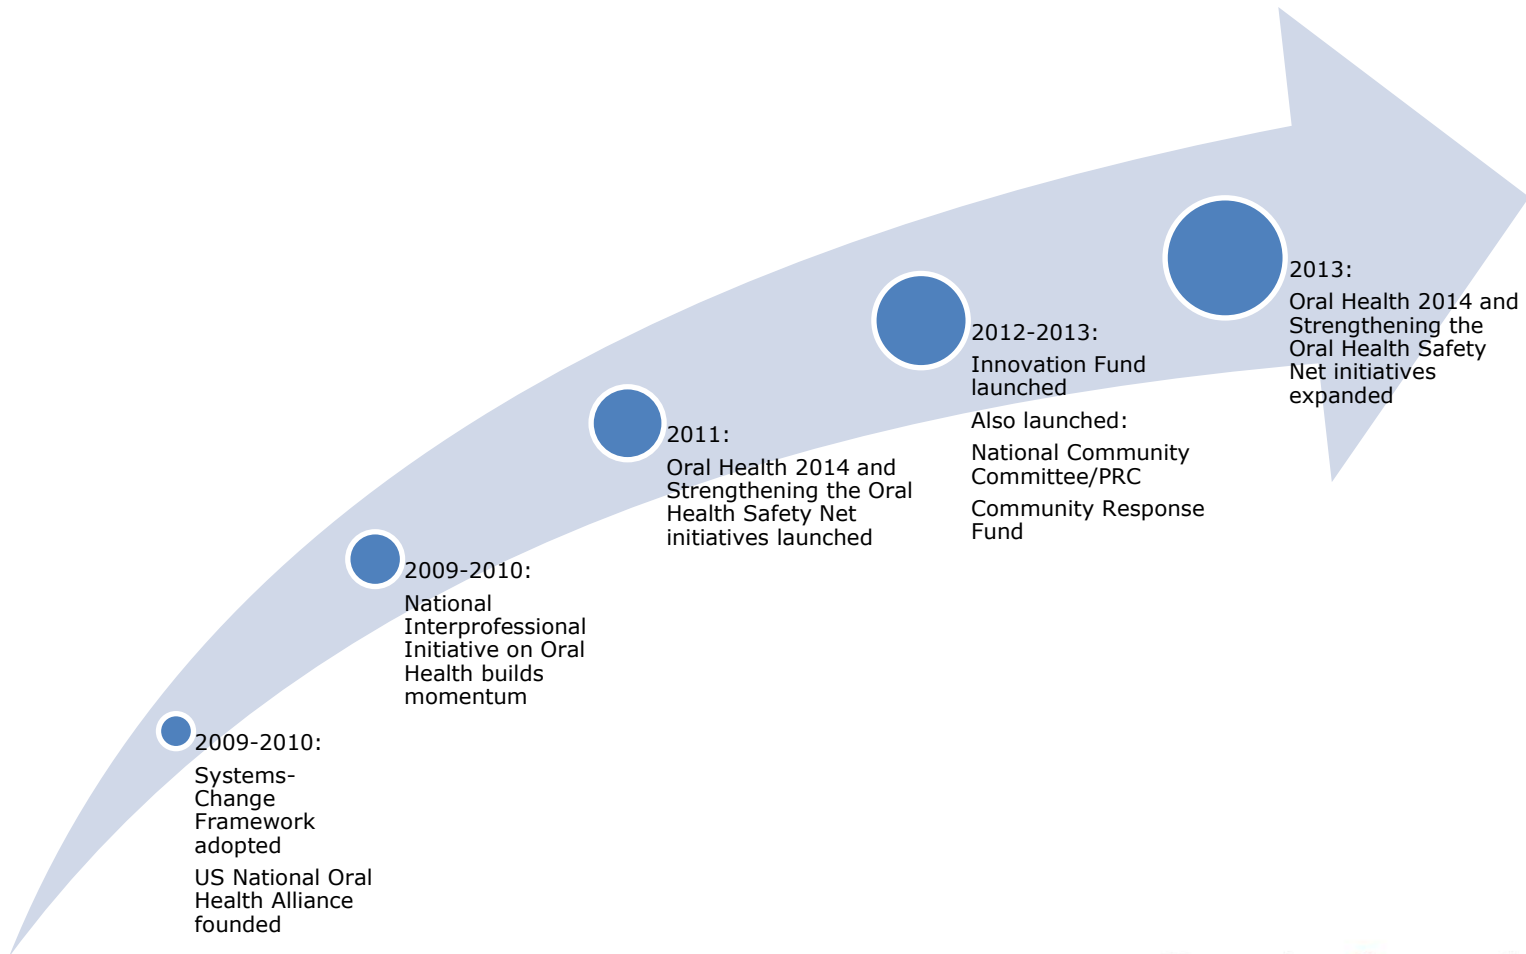 2009-2010:
Systems-
Change
Framework
adopted
US National Oral
Health Alliance
founded
2009-2010:
National
Interprofessional
Initiative on Oral
Health builds
momentum
2011:
Oral Health 2014 and
Strengthening the Oral
Health Safety Net
initiatives launched
2012-2013:
Innovation Fund
launched
Also launched:
National Community
Committee/PRC
Community Response
Fund
2013:
Oral Health 2014 and
Strengthening the
Oral Health Safety
Net initiatives
expanded